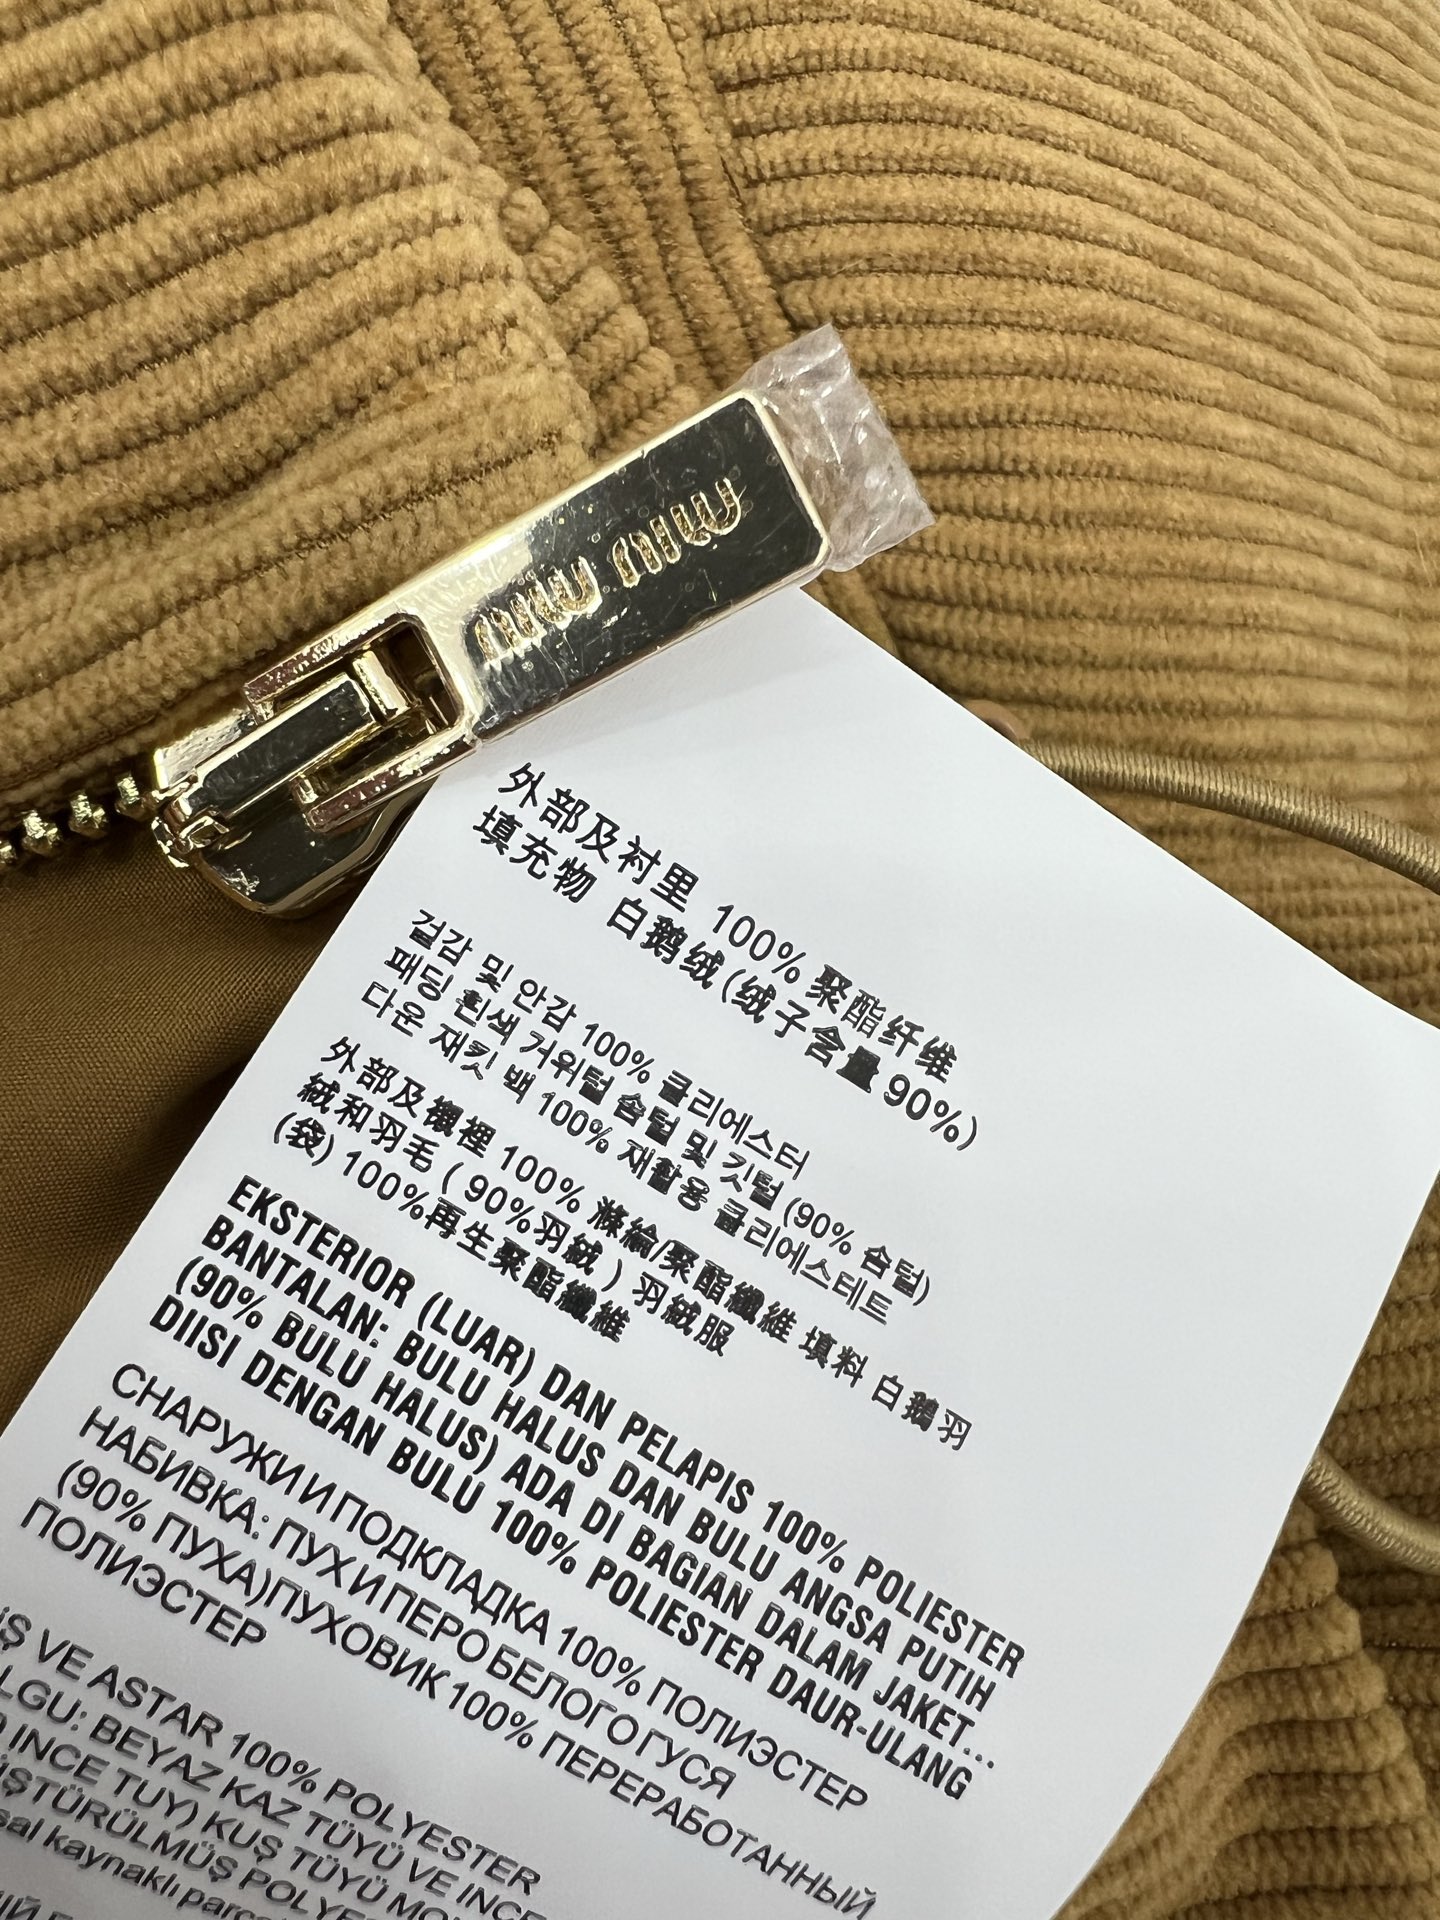 miu miu
外部及衬里 100% 聚酯纤维
填充物 白鹅绒(绒子含量 90%)
겉감 및 안감 100% 폴리에스터
패딩 흰색 거위털 솜털 및 깃털 (90% 솜털)
다운 재킷 백 100% 재활용 폴리에스테트
外部及襯裡 100% 滌綸/聚酯纖維 填料 白鵝羽
絨和羽毛 ( 90%羽絨 ) 羽絨服
(袋) 100%再生聚酯纖維
EKSTERIOR (LUAR) DAN PELAPIS 100% POLIESTER
BANTALAN: BULU HALUS DAN BULU ANGSA PUTIH
(90% BULU HALUS) ADA DI BAGIAN DALAM JAKET...
DIISI DENGAN BULU 100% POLIESTER DAUR-ULANG
СНАРУЖИ И ПОДКЛАДКА 100% ПОЛИЭСТЕР
НАБИВКА: ПУХ И ПЕРО БЕЛОГО ГУСЯ
(90% ПУХА) ПУХОВИК 100% ПЕРЕРАБОТАННЫЙ
ПОЛИЭСТЕР
VE ASTAR 100% POLYESTER
BEYAZ KAZ TÜYÜ VE INCE
INCE TUY) KUŞ TÜYÜ
kaynaklı